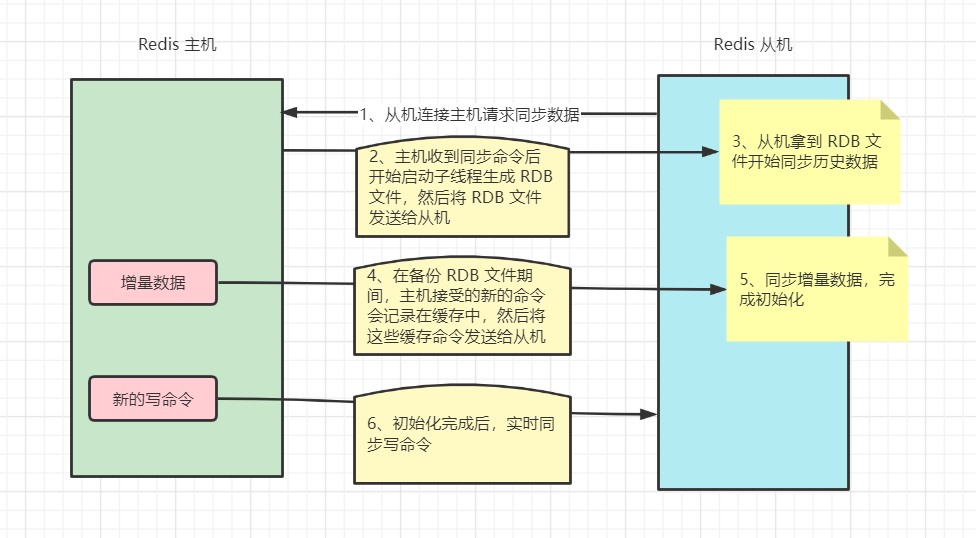 Redis 主机
Redis 从机
1、从机连接主机请求同步数据
2、主机收到同步命令后
开始启动子线程生成 RDB
文件，然后将 RDB 文件
发送给从机
3、从机拿到 RDB 文
件开始同步历史数据
增量数据
4、在备份 RDB 文件期
间，主机接受的新的命令
会记录在缓存中，然后将
这些缓存命令发送给从机
5、同步增量数据，完
成初始化
新的写命令
6、初始化完成后，实时同
步写命令